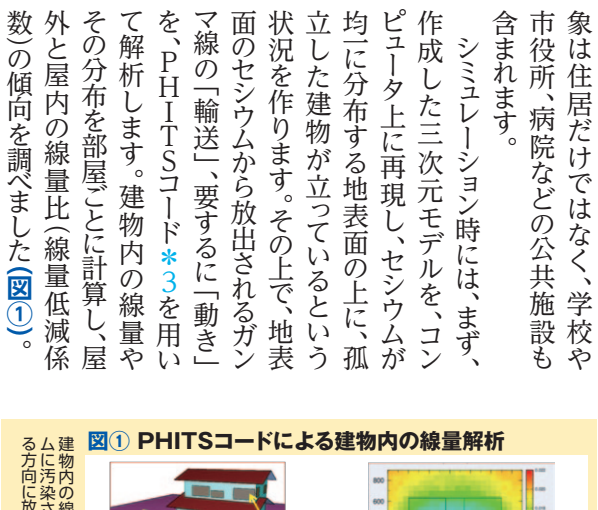 象は住居だけではなく、学校や
市役所、病院などの公共施設も
含まれます。
シミュレーション時には、まず、
作成した三次元モデルを、コン
ピュータ上に再現し、セシウムが
均一に分布する地表面の上に、孤
立した建物が立っているという
状況を作ります。その上で、地表
面のセシウムから放出されるガン
マ線の「輸送」、要するに「動き」
を、PHITSコード＊3を用い
て解析します。建物内の線量や
その分布を部屋ごとに計算し、屋
外と屋内の線量比(線量低減係
数)の傾向を調べました(図①)。
図① PHITSコードによる建物内の線量解析
建物内の線
ムに汚染さ
る方向に放
800
600